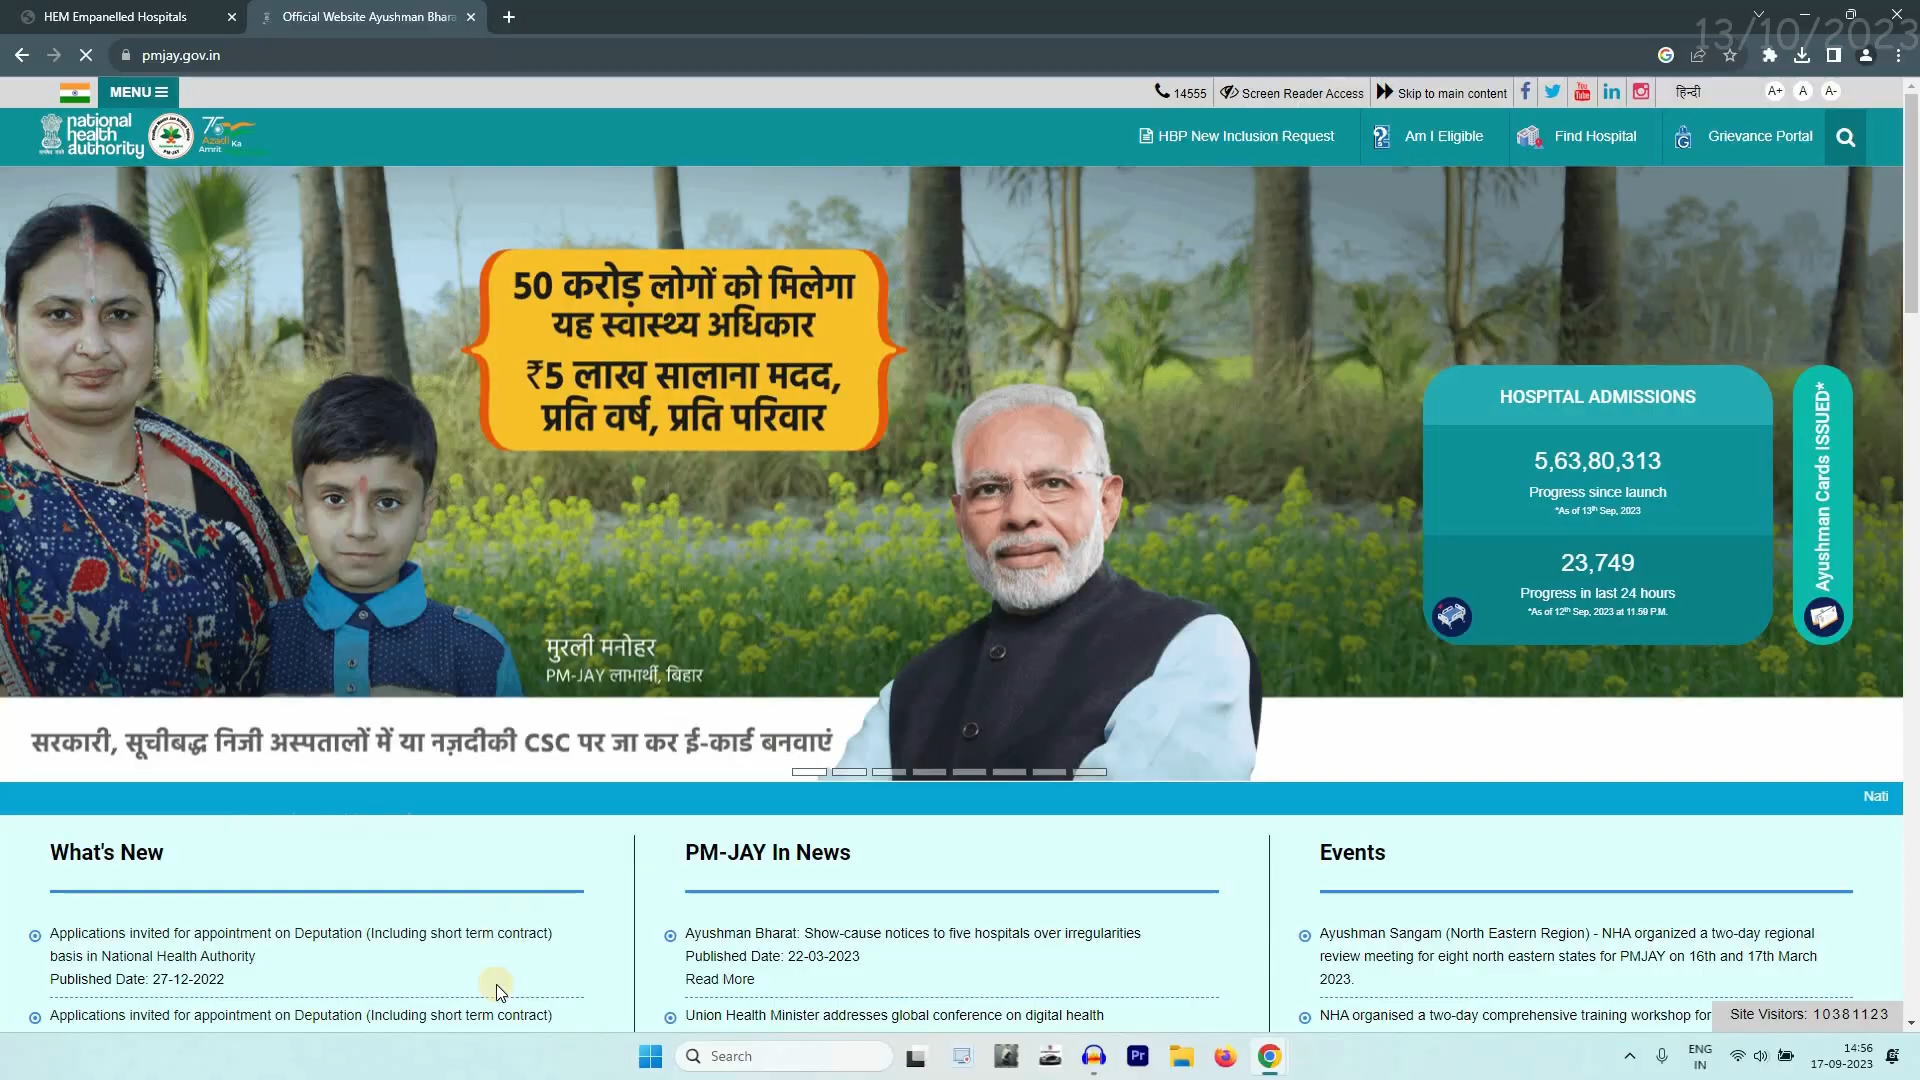 HEM Empanelled Hospitals
Official Website Ayushman Bhara
13/10/2023
pmjay.gov.in
MENU
14555
Screen Reader Access
Skip to main content
हिन्दी
A+ A A-
national
health
authority
PM-JAY
75
Azadi Ka
Amrit
HBP New Inclusion Request
Am I Eligible
Find Hospital
Grievance Portal
50 करोड़ लोगों को मिलेगा
यह स्वास्थ्य अधिकार
₹5 लाख सालाना मदद,
प्रति वर्ष, प्रति परिवार
HOSPITAL ADMISSIONS
5,63,80,313
Progress since launch
*As of 13th Sep, 2023
23,749
Progress in last 24 hours
*As of 12th Sep, 2023 at 11.59 P.M.
Ayushman Cards ISSUED*
मुरली मनोहर
PM-JAY लाभार्थी, बिहार
सरकारी, सूचीबद्ध निजी अस्पतालों में या नज़दीकी CSC पर जा कर ई-कार्ड बनवाएं
Nati
What's New
Applications invited for appointment on Deputation (Including short term contract)
basis in National Health Authority
Published Date: 27-12-2022
Applications invited for appointment on Deputation (Including short term contract)
PM-JAY In News
Ayushman Bharat: Show-cause notices to five hospitals over irregularities
Published Date: 22-03-2023
Read More
Union Health Minister addresses global conference on digital health
Events
Ayushman Sangam (North Eastern Region) - NHA organized a two-day regional
review meeting for eight north eastern states for PMJAY on 16th and 17th March
2023.
NHA organised a two-day comprehensive training workshop for
Site Visitors: 10381123
Search
Pr
ENG
IN
14:56
17-09-2023